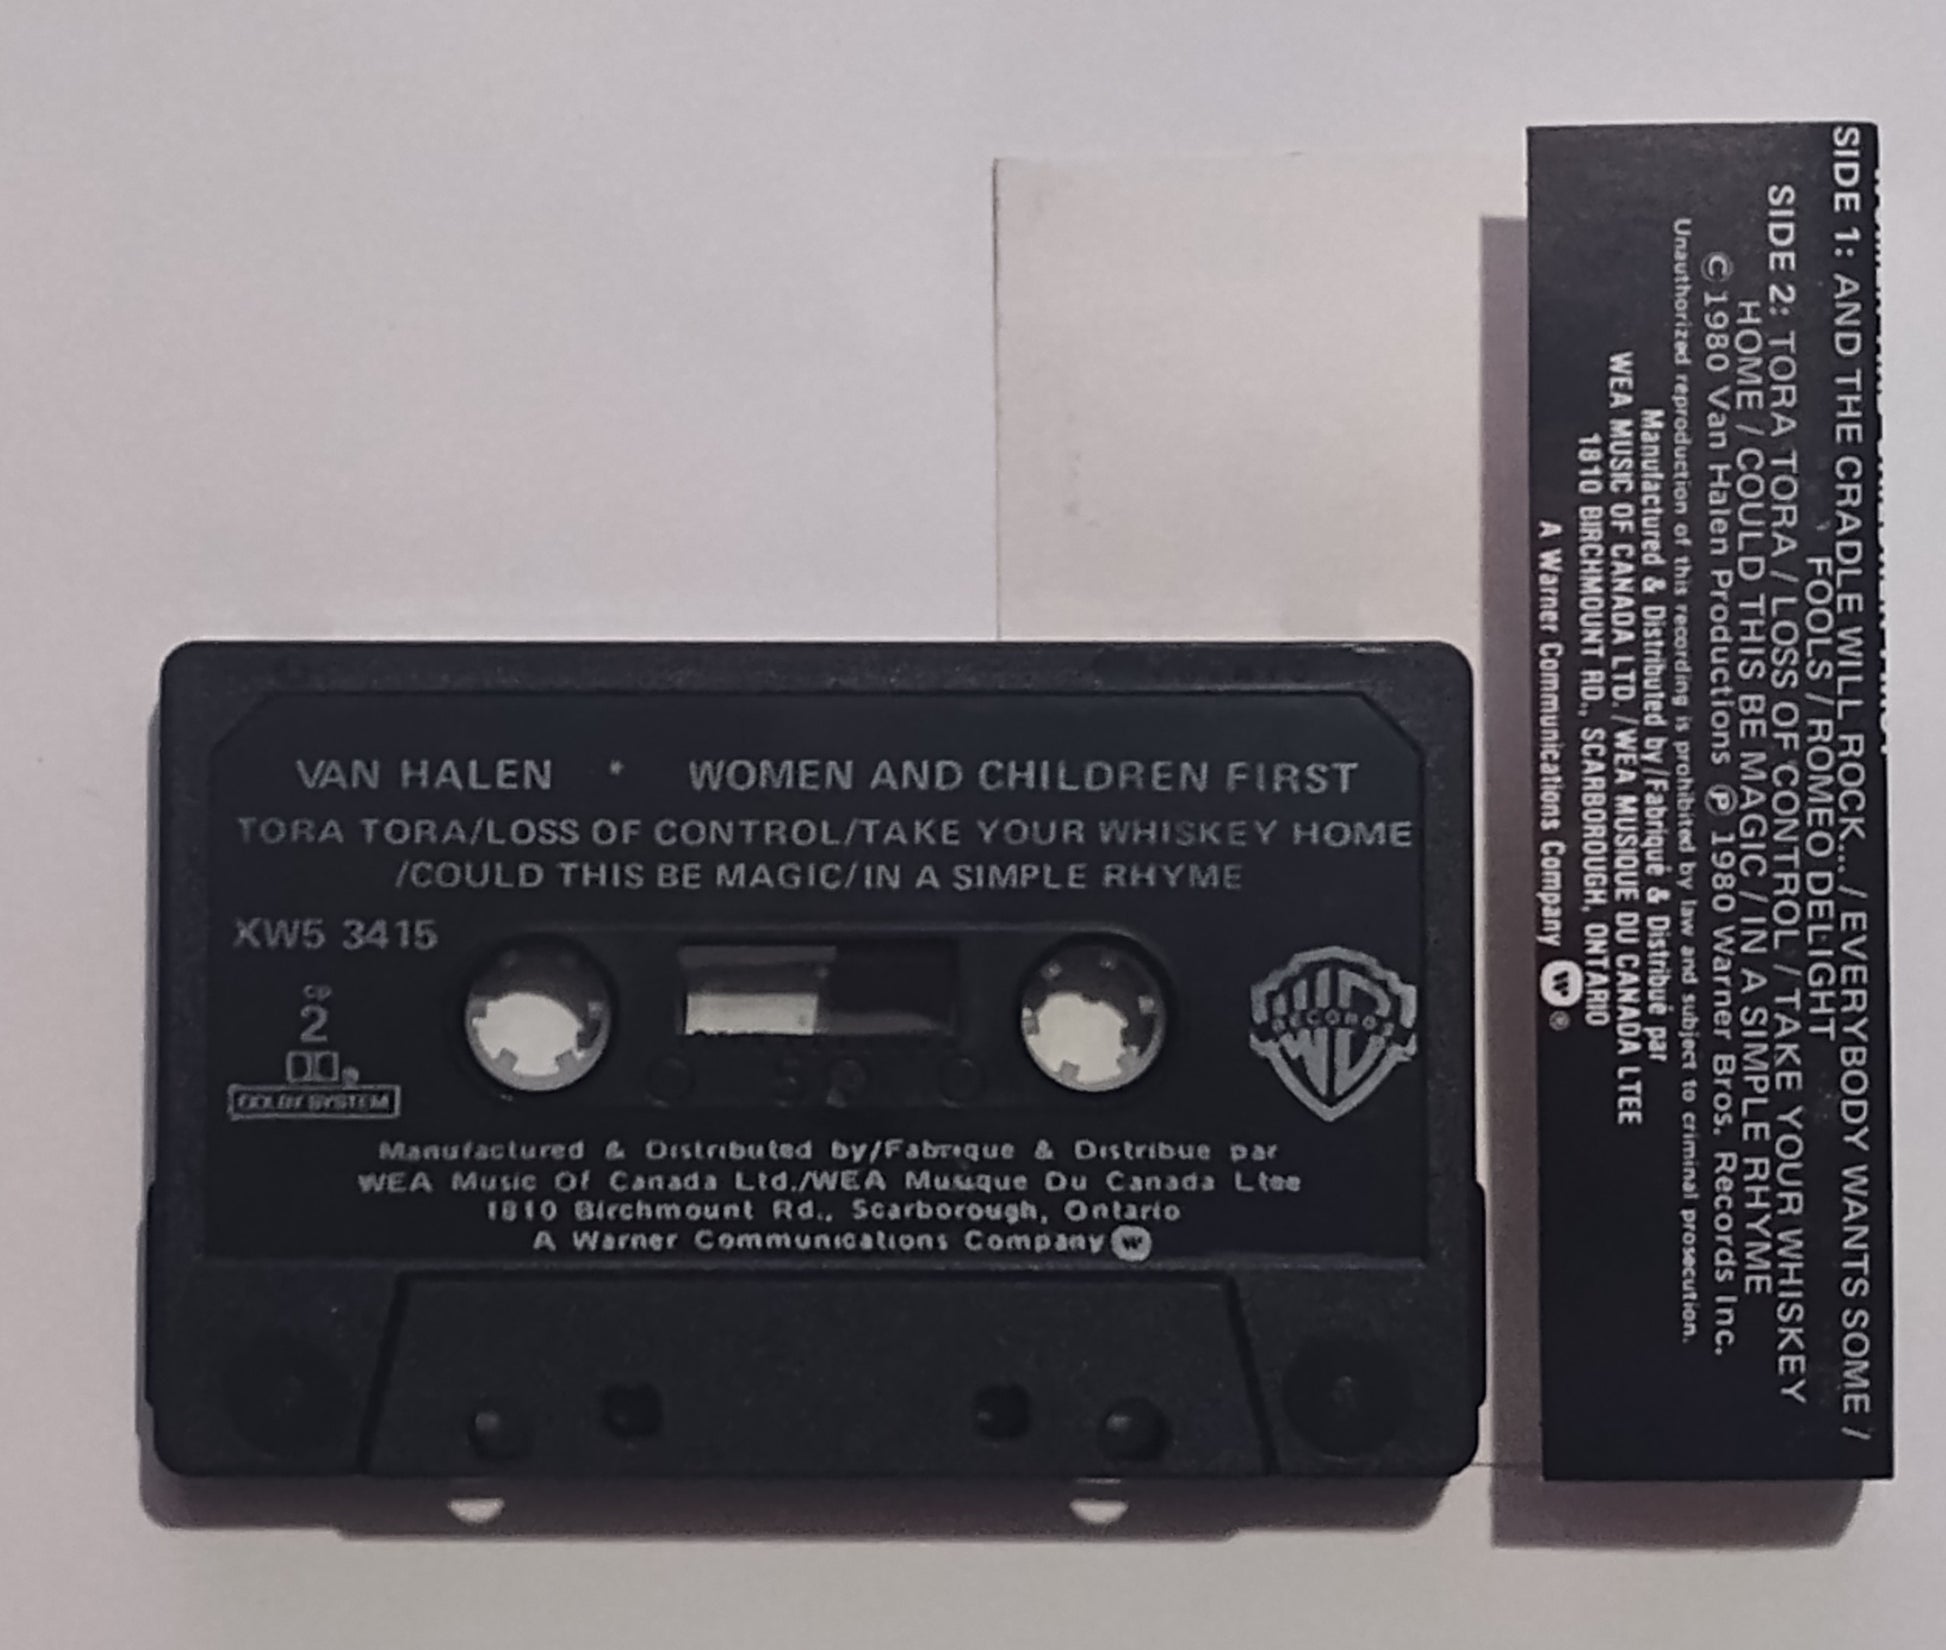 VAN HALEN • WOMEN AND CHILDREN FIRST
TORA TORA/LOSS OF CONTROL/TAKE YOUR WHISKEY HOME
/COULD THIS BE MAGIC/IN A SIMPLE RHYME
XW5 3415
CP
2
DOLBY SYSTEM
RECORDS
Manufactured & Distributed by/Fabrique & Distribue par
WEA Music Of Canada Ltd./WEA Musique Du Canada Ltee
1810 Birchmount Rd., Scarborough, Ontario
A Warner Communications Company
SIDE 1: AND THE CRADLE WILL ROCK... / EVERYBODY WANTS SOME /
FOOLS / ROMEO DELIGHT
SIDE 2: TORA TORA / LOSS OF CONTROL / TAKE YOUR WHISKEY
HOME / COULD THIS BE MAGIC / IN A SIMPLE RHYME
© 1980 Van Halen Productions ℗ 1980 Warner Bros. Records Inc.
Unauthorized reproduction of this recording is prohibited by law and subject to criminal prosecution.
Manufactured & Distributed by/Fabriqué & Distribué par
WEA MUSIC OF CANADA LTD. / WEA MUSIQUE DU CANADA LTEE
1810 BIRCHMOUNT RD., SCARBOROUGH, ONTARIO
A Warner Communications Company ®